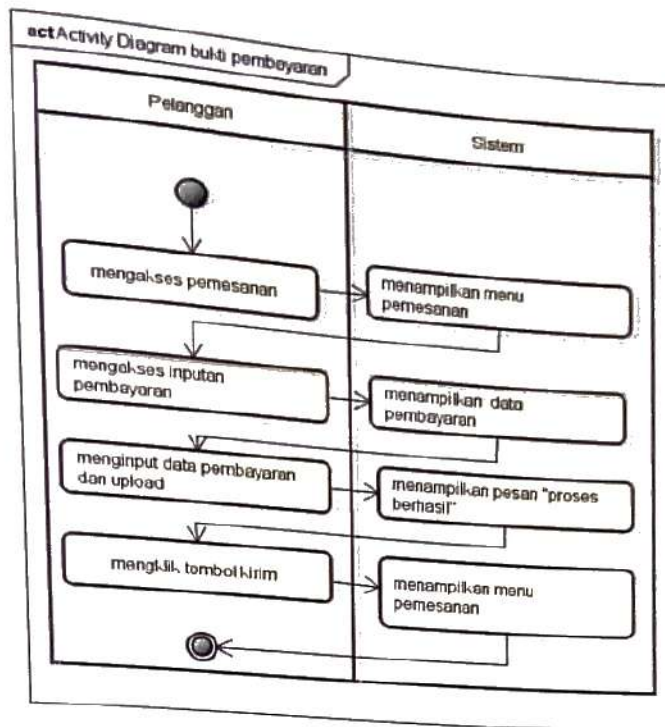 act Activity Diagram bukti pembayaran
Pelanggan
Sistem
mengakses pemesanan
menampilkan menu
pemesanan
mengakses inputan
pembayaran
menampilkan data
pembayaran
menginput data pembayaran
dan upload
menampilkan pesan "proses
berhasil"
mengklik tombol kirim
menampilkan menu
pemesanan